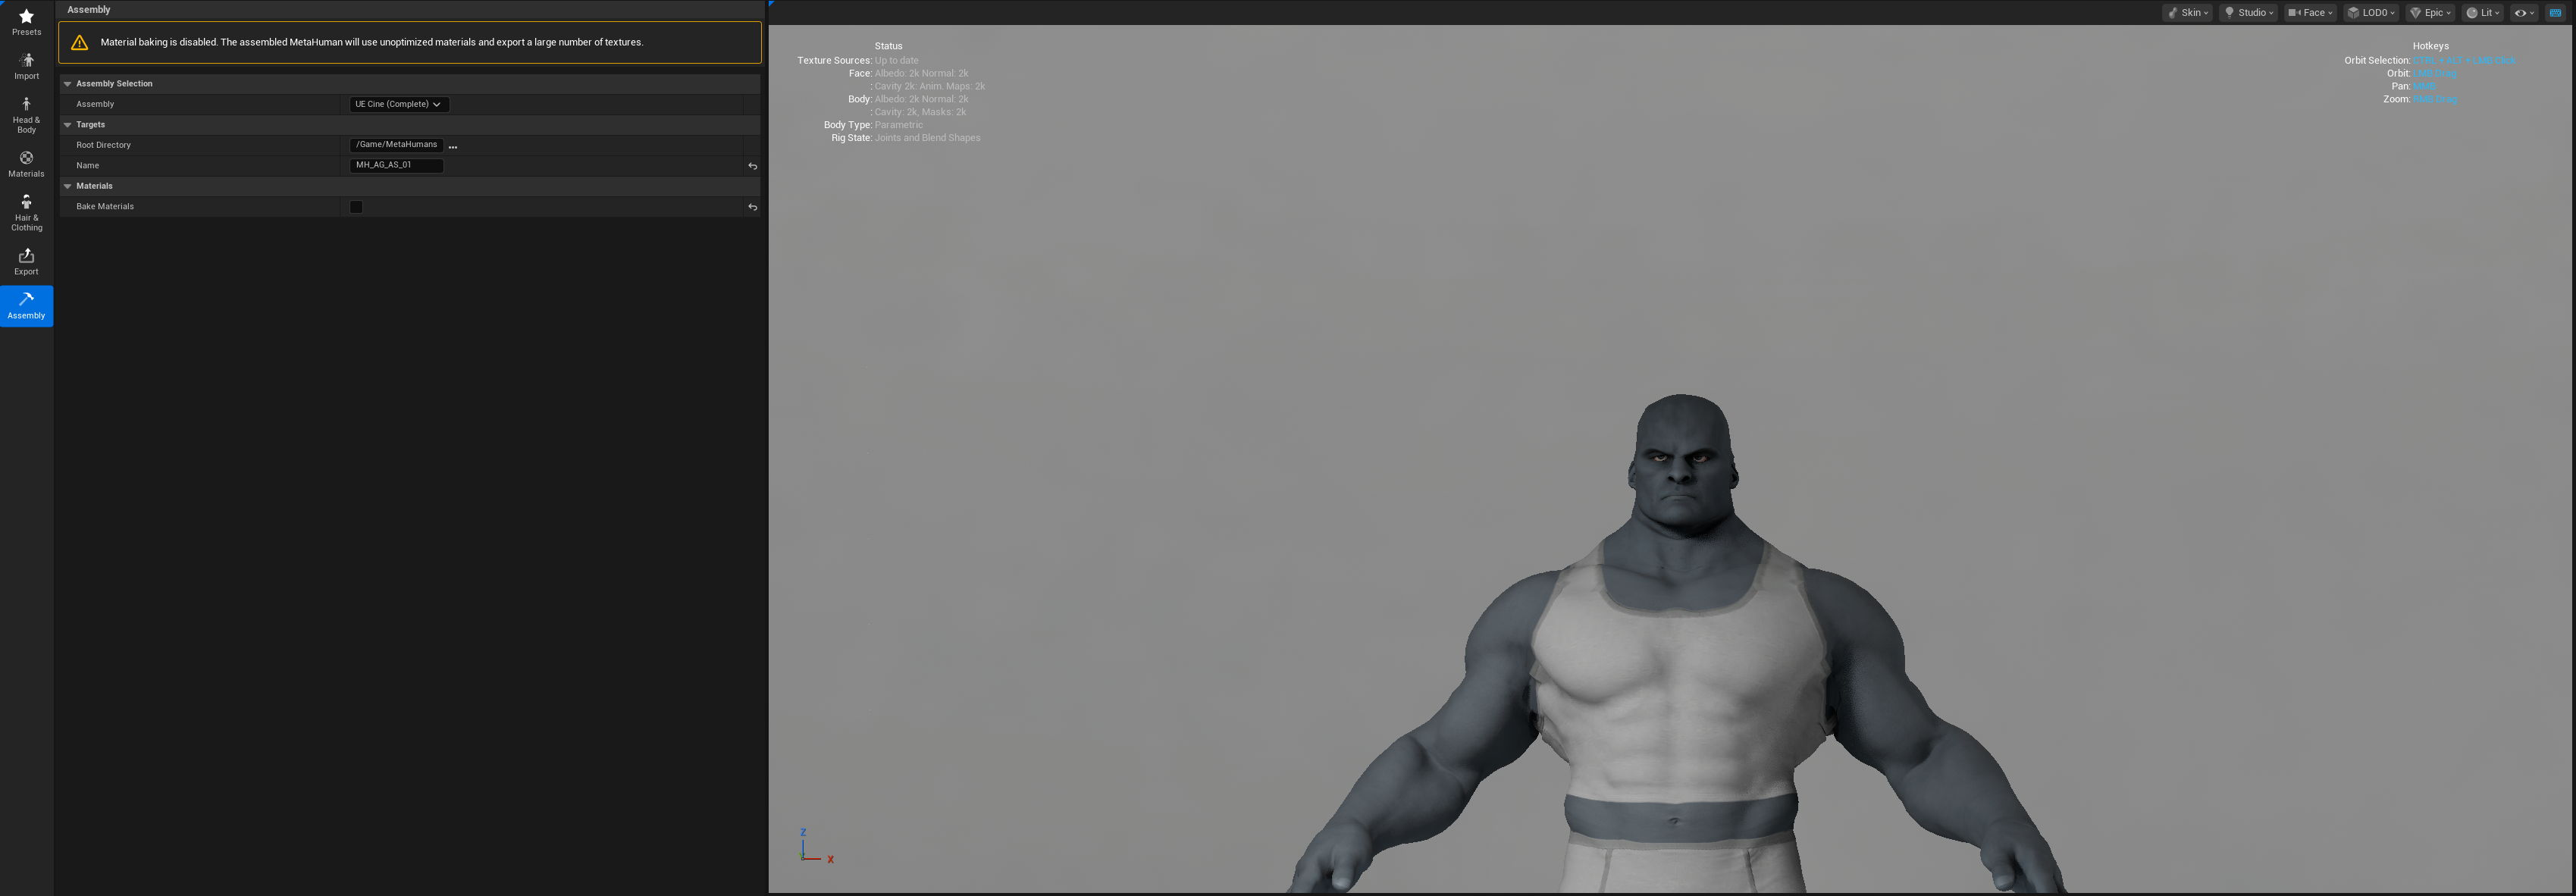 Presets
Import
Head &
Body
Materials
Hair &
Clothing
Export
Assembly
Assembly
Material baking is disabled. The assembled MetaHuman will use unoptimized materials and export a large number of textures.
Assembly Selection
Assembly UE Cine (Complete)
Targets
Root Directory /Game/MetaHumans ...
Name MH_AG_AS_01
Materials
Bake Materials
Skin Studio Face LOD0 Epic Lit
Status
Texture Sources: Up to date
Face: Albedo: 2k Normal: 2k
: Cavity 2k: Anim. Maps: 2k
Body: Albedo: 2k Normal: 2k
: Cavity: 2k, Masks: 2k
Body Type: Parametric
Rig State: Joints and Blend Shapes
Hotkeys
Orbit Selection:
Orbit:
Pan:
Zoom:
Z
X